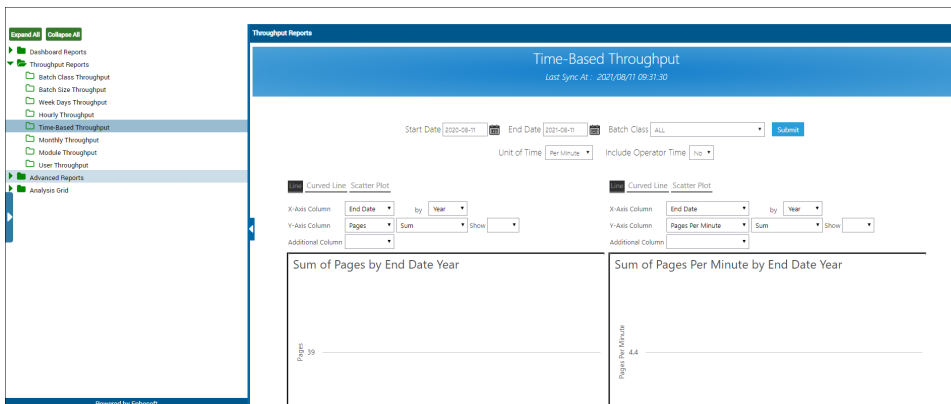 Expand All Collapse All
Dashboard Reports
Throughput Reports
Batch Class Throughput
Batch Size Throughput
Week Days Throughput
Hourly Throughput
Time-Based Throughput
Monthly Throughput
Module Throughput
User Throughput
Advanced Reports
Analysis Grid
Throughput Reports
Time-Based Throughput
Last Sync At : 2021/08/11 09:31:30
Start Date 2020-08-11 End Date 2021-08-11 Batch Class ALL Submit
Unit of Time Per Minute Include Operator Time No
Line Curved Line Scatter Plot
X-Axis Column End Date by Year
Y-Axis Column Pages Sum Show
Additional Column
Sum of Pages by End Date Year
Pages
39
Line Curved Line Scatter Plot
X-Axis Column End Date by Year
Y-Axis Column Pages Per Minute Sum Show
Additional Column
Sum of Pages Per Minute by End Date Year
Pages Per Minute
4.4
Powered by Ephesoft